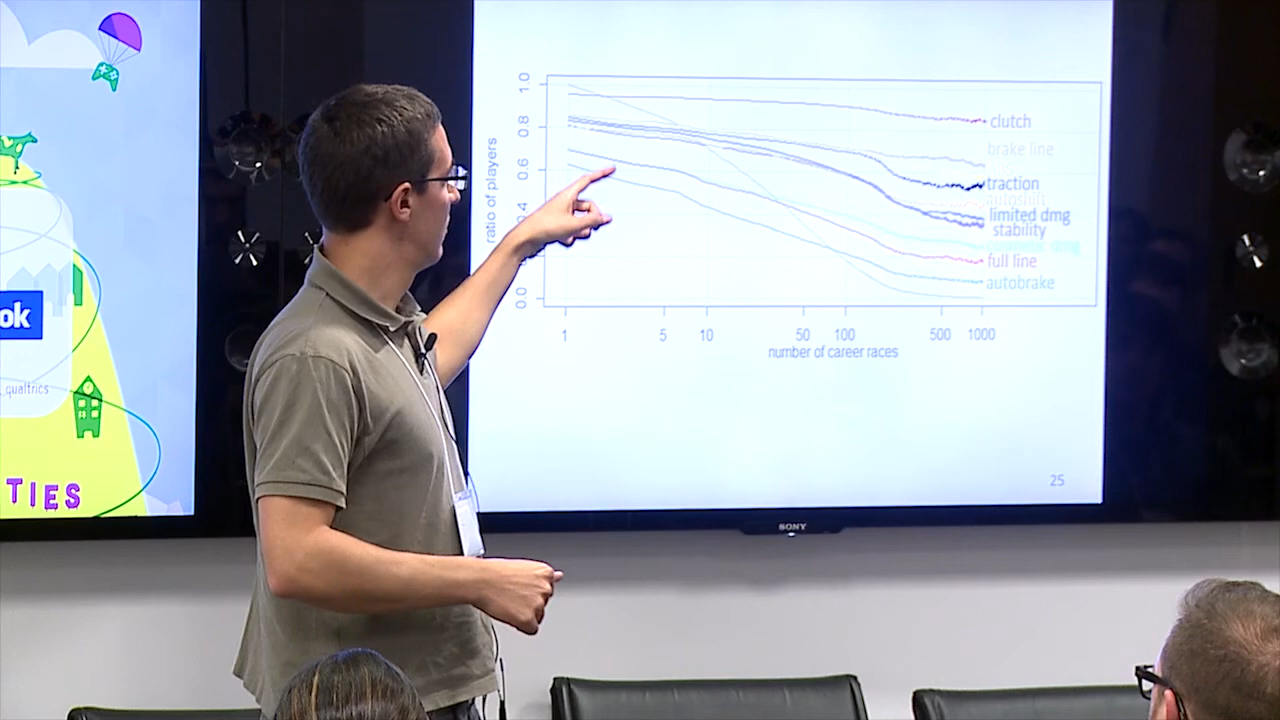 ok
qualtrics
TIES
1.0
0.8
0.6
0.4
0.0
ratio of players
clutch
brake line
traction
autoshift
limited dmg
stability
cosmetic dmg
full line
autobrake
1 5 10 50 100 500 1000
number of career races
25
SONY